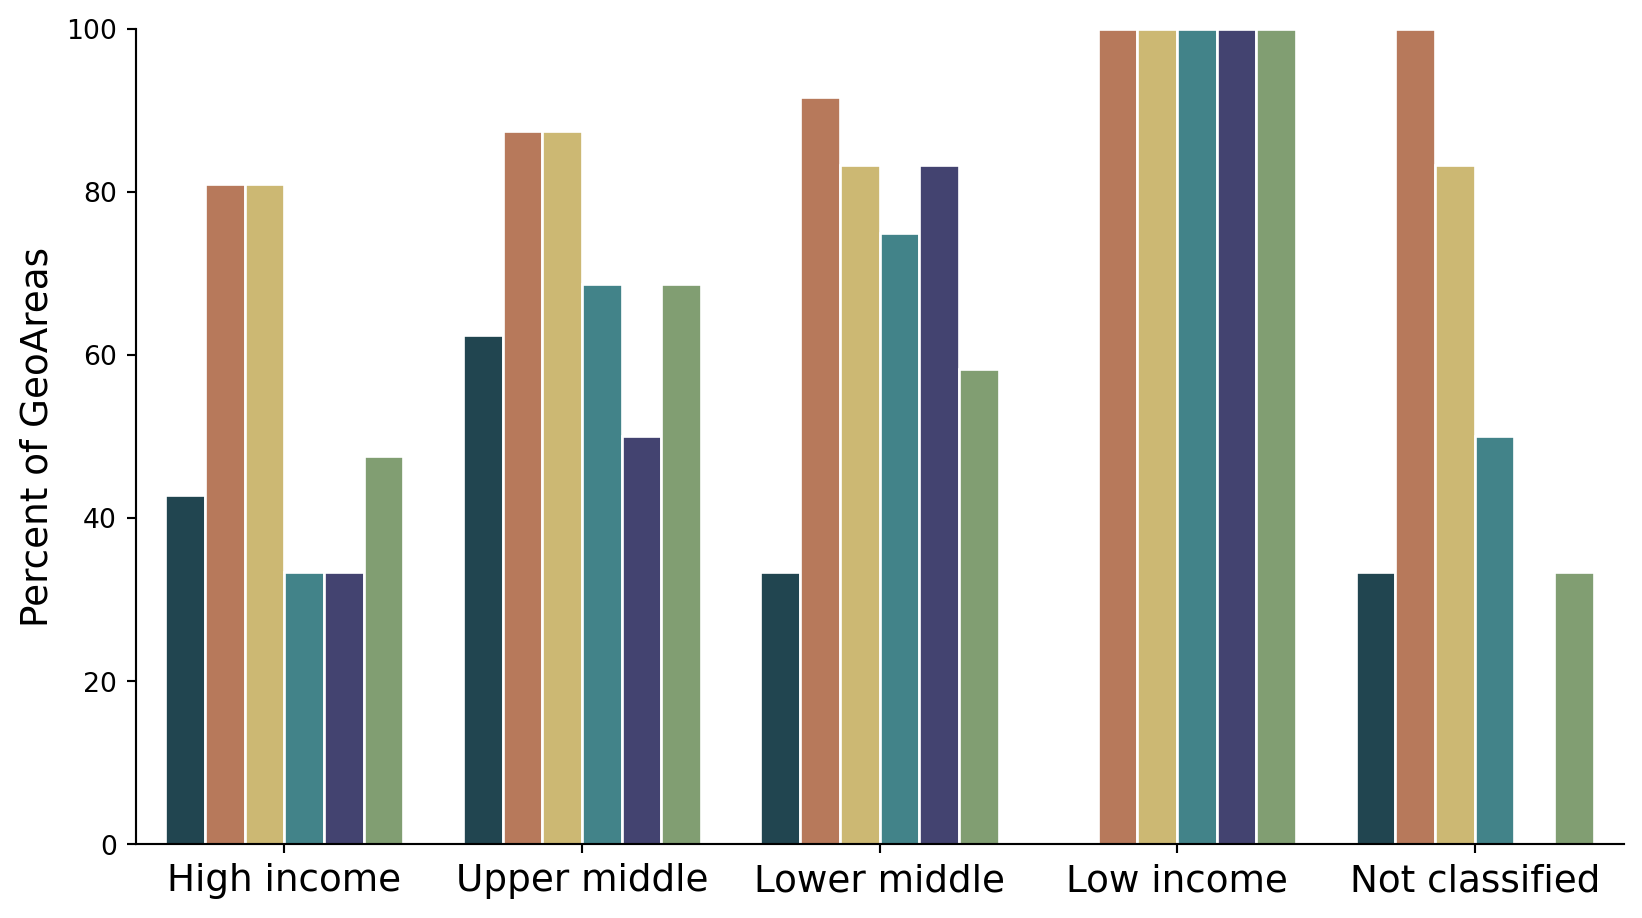 100
80
60
40
20
0
Percent of GeoAreas
High income
Upper middle
Lower middle
Low income
Not classified